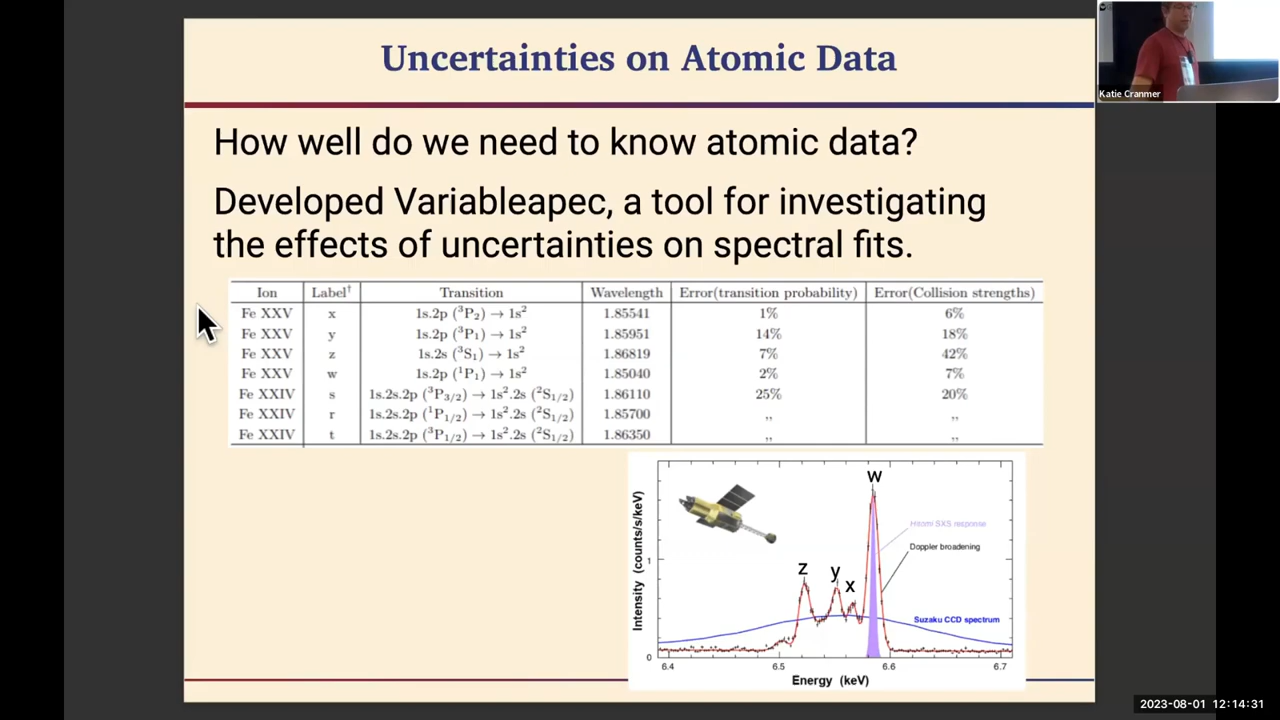 Uncertainties on Atomic Data
Katie Cranmer
How well do we need to know atomic data?
Developed Variableapec, a tool for investigating
the effects of uncertainties on spectral fits.
Ion Label† Transition Wavelength Error(transition probability) Error(Collision strengths)
Fe XXV x 1s.2p (³P₂) → 1s² 1.85541 1% 6%
Fe XXV y 1s.2p (³P₁) → 1s² 1.85951 14% 18%
Fe XXV z 1s.2s (³S₁) → 1s² 1.86819 7% 42%
Fe XXV w 1s.2p (¹P₁) → 1s² 1.85040 2% 7%
Fe XXIV s 1s.2s.2p (³P₃/₂) → 1s².2s (²S₁/₂) 1.86110 25% 20%
Fe XXIV r 1s.2s.2p (¹P₁/₂) → 1s².2s (²S₁/₂) 1.85700 ,, ,,
Fe XXIV t 1s.2s.2p (³P₁/₂) → 1s².2s (²S₁/₂) 1.86350 ,, ,,
w
Hitomi SXS response
Doppler broadening
z y x
Suzaku CCD spectrum
Intensity (counts/s/keV)
1
0
6.4 6.5 6.6 6.7
Energy (keV)
2023-08-01 12:14:31